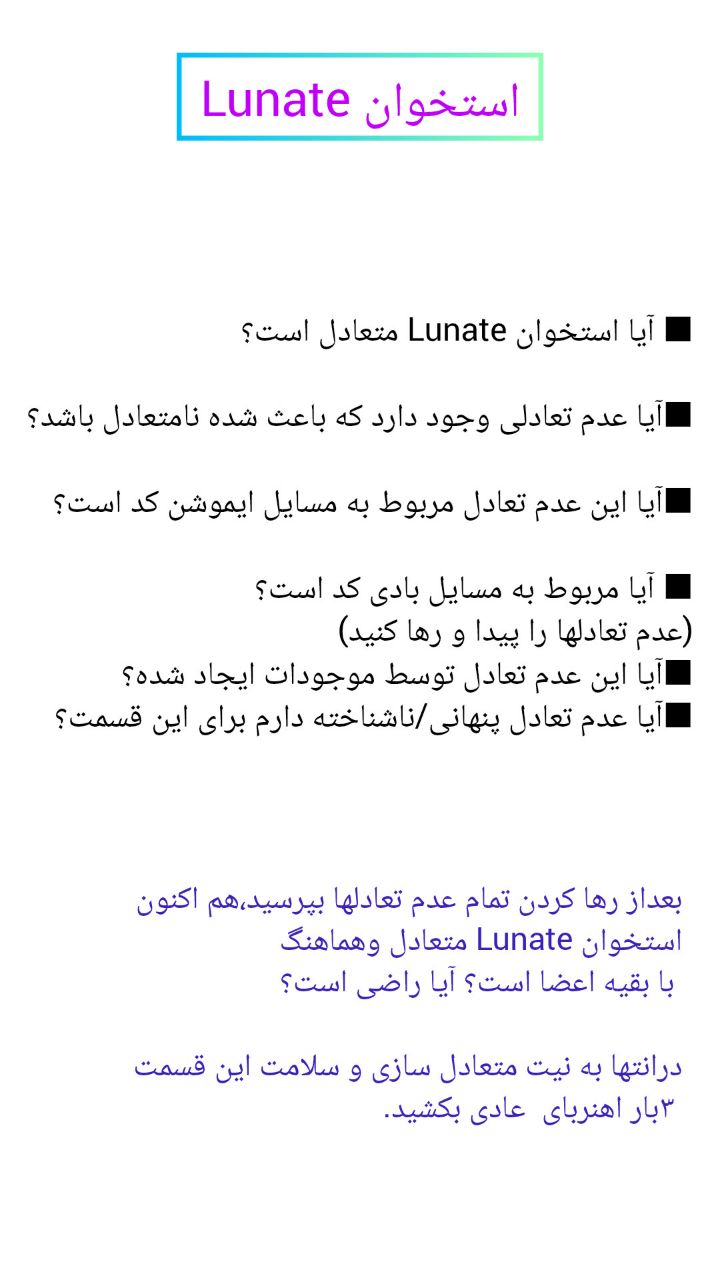 استخوان Lunate
■ آیا استخوان Lunate متعادل است؟
■آیا عدم تعادلی وجود دارد که باعث شده نامتعادل باشد؟
■آیا این عدم تعادل مربوط به مسایل ایموشن کد است؟
■ آیا مربوط به مسایل بادی کد است؟
(عدم تعادلها را پیدا و رها کنید)
■آیا این عدم تعادل توسط موجودات ایجاد شده؟
■آیا عدم تعادل پنهانی/ناشناخته دارم برای این قسمت؟
بعداز رها کردن تمام عدم تعادلها بپرسید،هم اکنون
استخوان Lunate متعادل وهماهنگ
با بقیه اعضا است؟ آیا راضی است؟
درانتها به نیت متعادل سازی و سلامت این قسمت
۳بار اهنربای عادی بکشید.